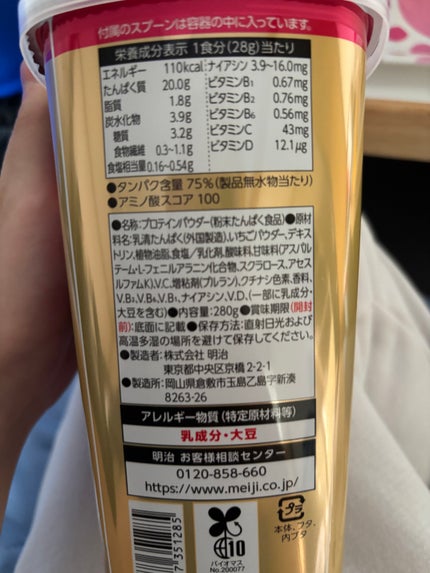 付属のスプーンは容器の中に入っています。
栄養成分表示 1食分(28g)当たり
エネルギー 110kcal ナイアシン 3.9~16.0mg
たんぱく質 20.0g ビタミンB₁ 0.67mg
脂質 1.8g ビタミンB₂ 0.76mg
炭水化物 3.9g ビタミンB₆ 0.56mg
糖質 3.2g ビタミンC 43mg
食物繊維 0.3~1.1g ビタミンD 12.1μg
食塩相当量 0.16~0.54g
●タンパク含量 75%(製品無水物当たり)
●アミノ酸スコア 100
●名称:プロテインパウダー(粉末たんぱく食品)●原材
料名:乳清たんぱく(外国製造)、いちごパウダー、デキス
トリン、植物油脂、食塩/乳化剤、酸味料、甘味料(アスパル
テーム・L-フェニルアラニン化合物、スクラロース、アセス
ルファムK)、V.C、増粘剤(プルラン)、クチナシ色素、香料、
V.B₂、V.B₆、V.B₁、ナイアシン、V.D、(一部に乳成分・
大豆を含む)●内容量:280g●賞味期限(開封
前):底面に記載●保存方法:直射日光および
高温多湿の場所を避けて保存してください。
●製造者:株式会社 明治
東京都中央区京橋 2-2-1
●製造所:岡山県倉敷市玉島乙島字新湊
8263-26
アレルギー物質(特定原材料等)
乳成分・大豆
明治 お客様相談センター
0120-858-660
https://www.meiji.co.jp/
7 351285
10
バイオマス
No.200077
プラ
本体、フタ、
内ブタ